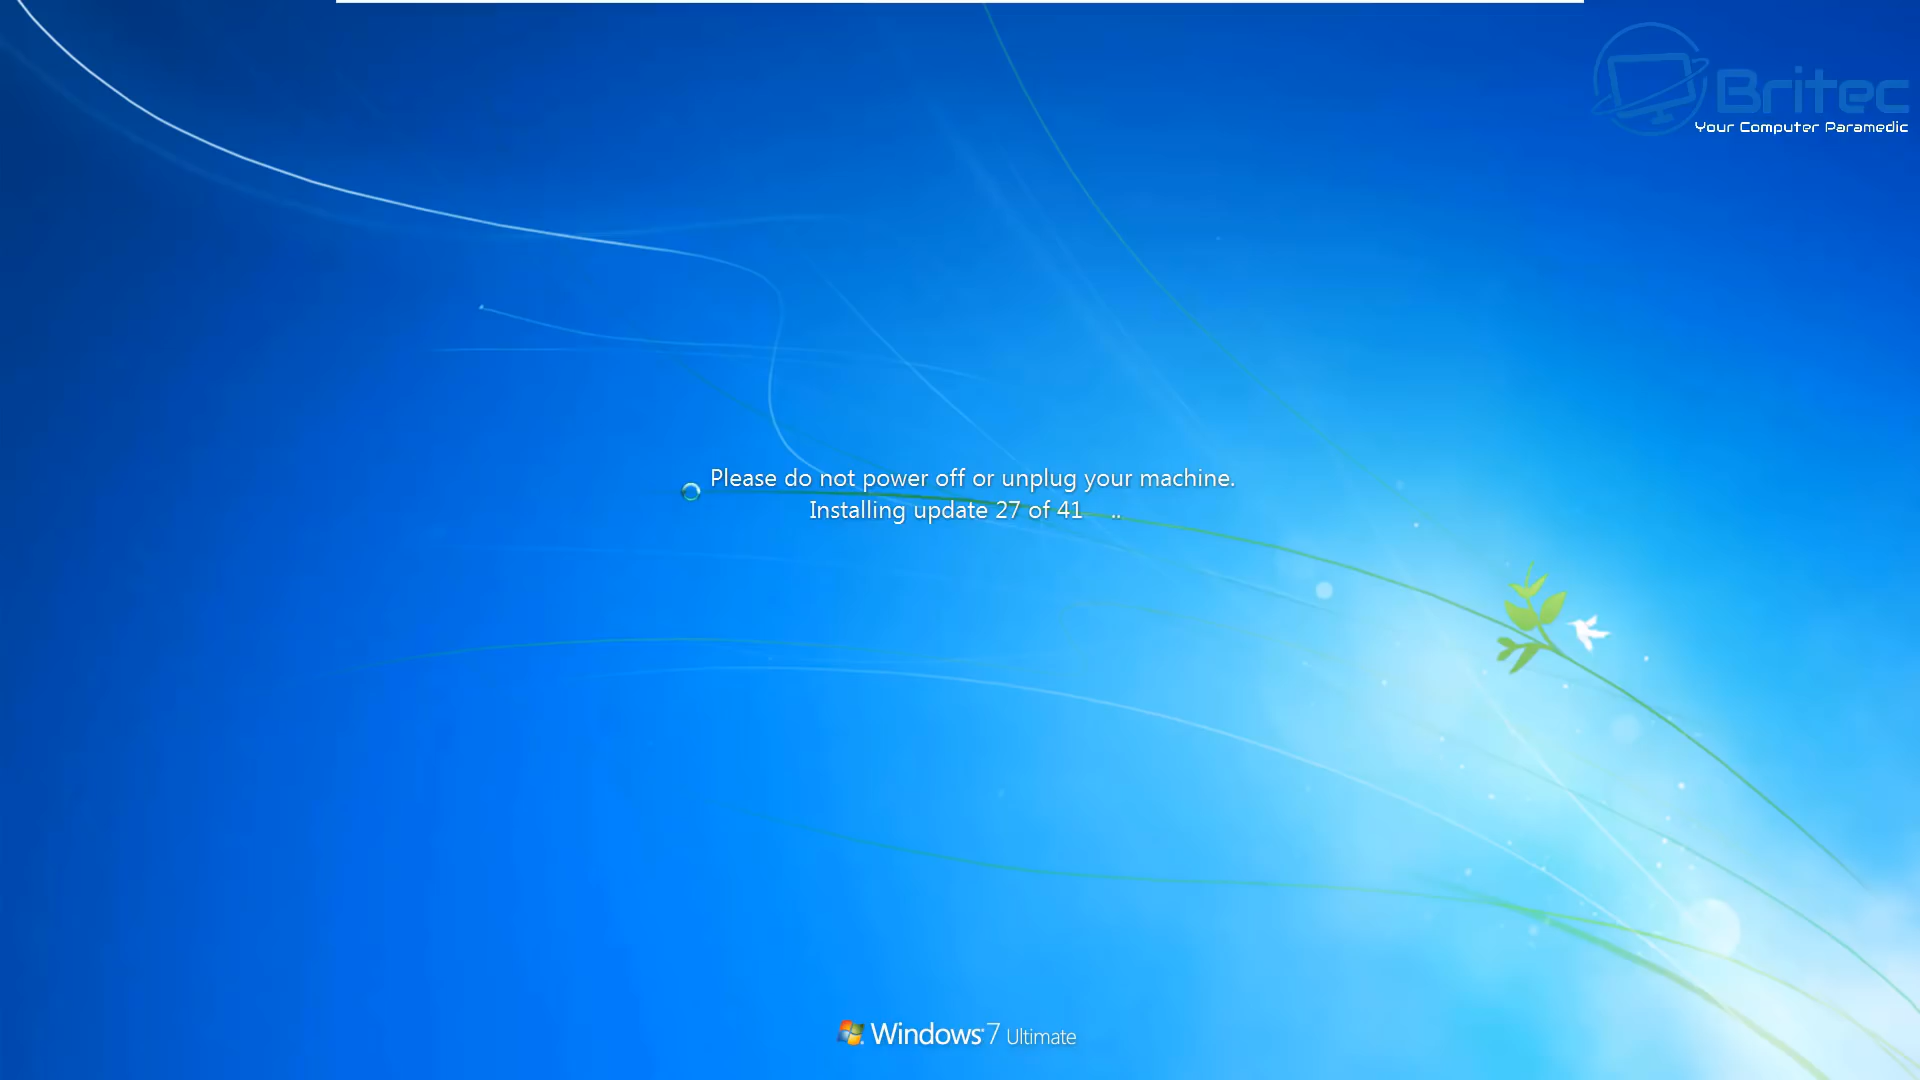 Britec
Your Computer Paramedic
Please do not power off or unplug your machine.
Installing update 27 of 41 ..
Windows 7 Ultimate